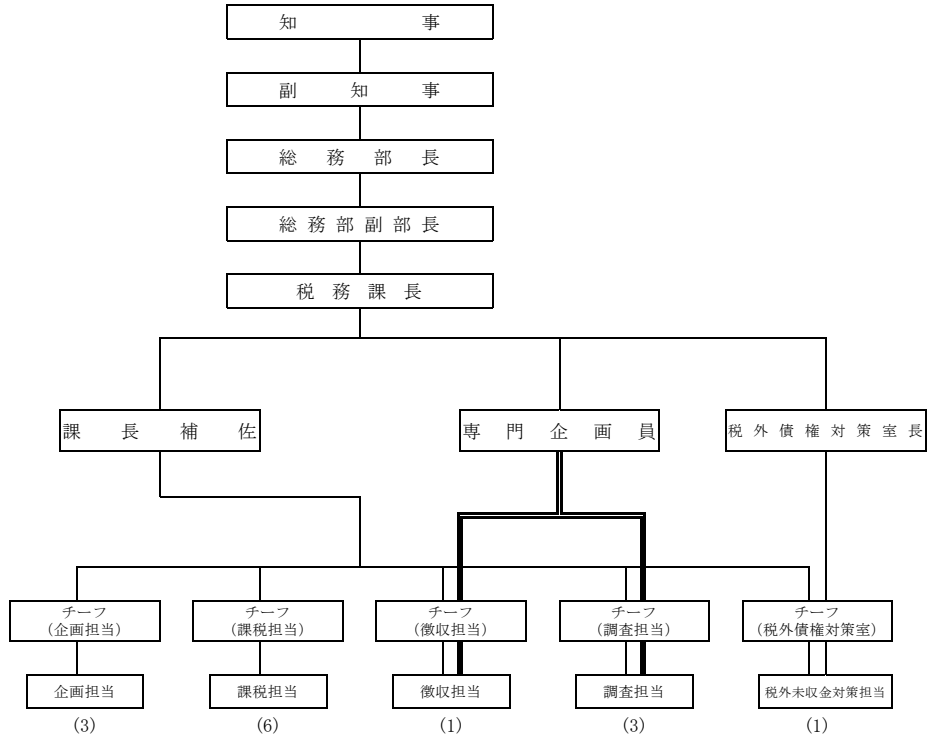 知事
副知事
総務部長
総務部副部長
税務課長
課長補佐
専門企画員
税外債権対策室長
チーフ
(企画担当)
チーフ
(課税担当)
チーフ
(徴収担当)
チーフ
(調査担当)
チーフ
(税外債権対策室)
企画担当
課税担当
徴収担当
調査担当
税外未収金対策担当
(3)
(6)
(1)
(3)
(1)